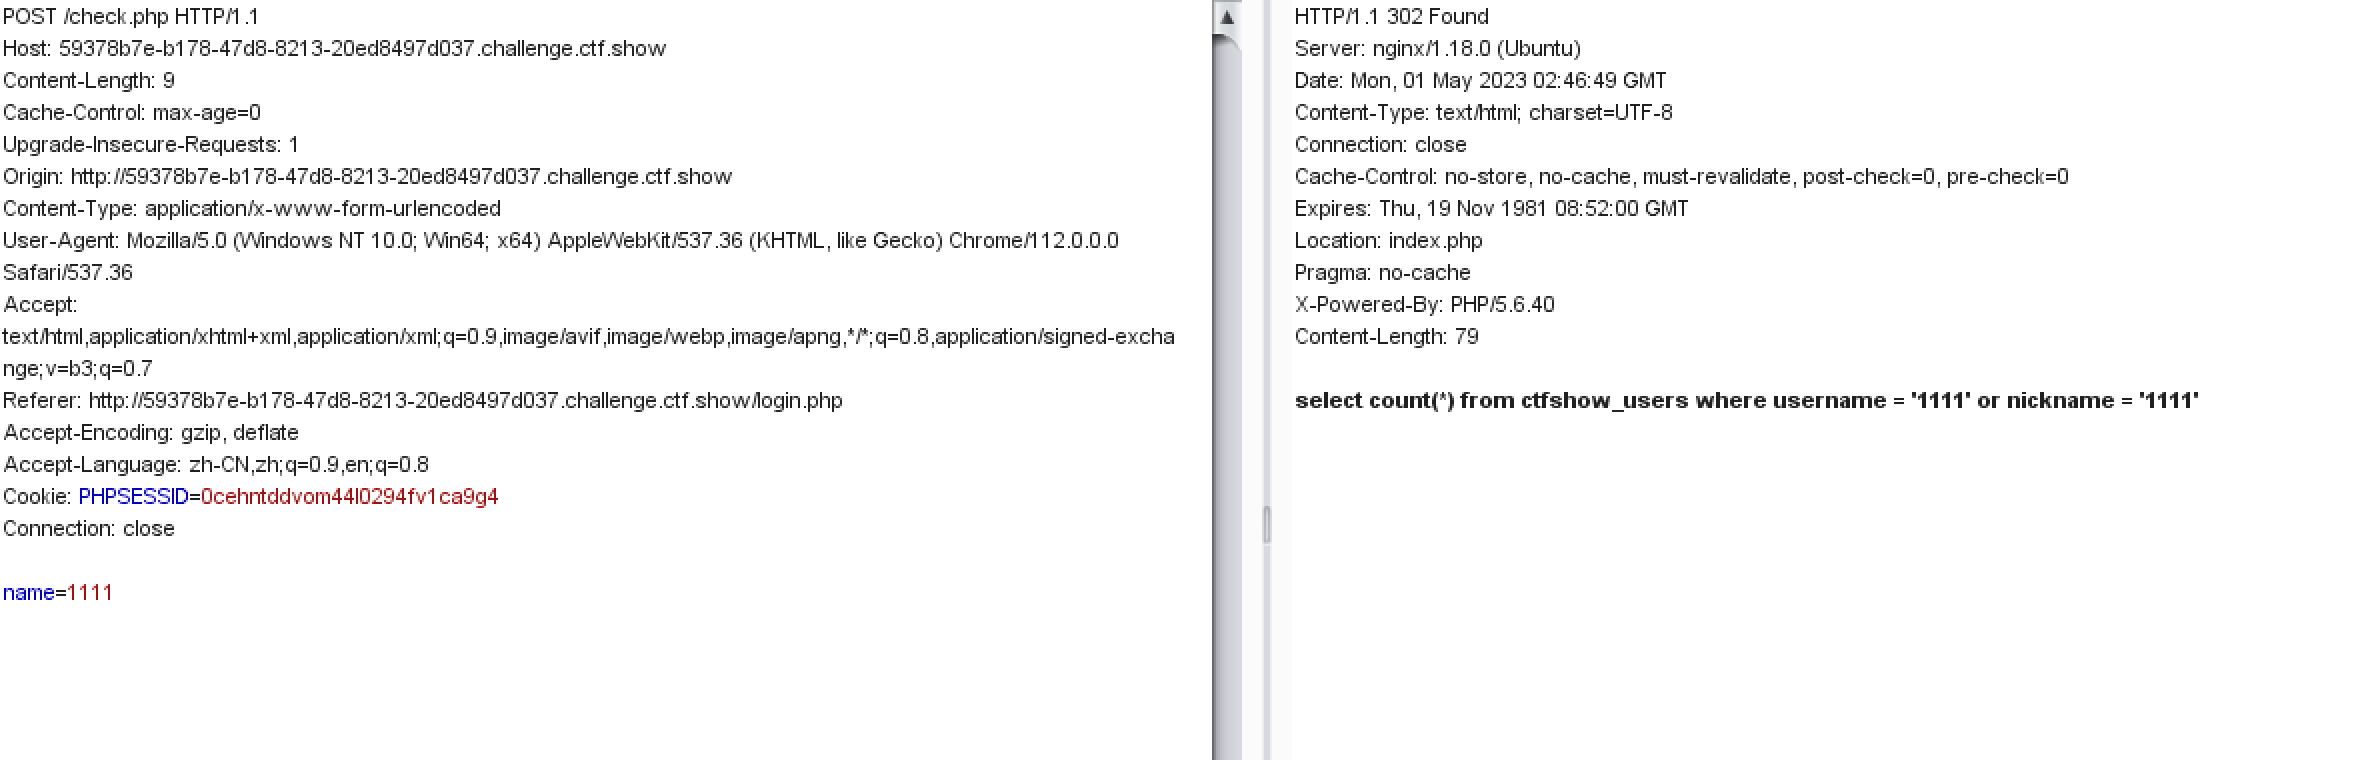 POST /check.php HTTP/1.1
Host: 59378b7e-b178-47d8-8213-20ed8497d037.challenge.ctf.show
Content-Length: 9
Cache-Control: max-age=0
Upgrade-Insecure-Requests: 1
Origin: http://59378b7e-b178-47d8-8213-20ed8497d037.challenge.ctf.show
Content-Type: application/x-www-form-urlencoded
User-Agent: Mozilla/5.0 (Windows NT 10.0; Win64; x64) AppleWebKit/537.36 (KHTML, like Gecko) Chrome/112.0.0.0
Safari/537.36
Accept:
text/html,application/xhtml+xml,application/xml;q=0.9,image/avif,image/webp,image/apng,*/*;q=0.8,application/signed-excha
nge;v=b3;q=0.7
Referer: http://59378b7e-b178-47d8-8213-20ed8497d037.challenge.ctf.show/login.php
Accept-Encoding: gzip, deflate
Accept-Language: zh-CN,zh;q=0.9,en;q=0.8
Cookie: PHPSESSID=0cehntddvom44l0294fv1ca9g4
Connection: close
name=1111
HTTP/1.1 302 Found
Server: nginx/1.18.0 (Ubuntu)
Date: Mon, 01 May 2023 02:46:49 GMT
Content-Type: text/html; charset=UTF-8
Connection: close
Cache-Control: no-store, no-cache, must-revalidate, post-check=0, pre-check=0
Expires: Thu, 19 Nov 1981 08:52:00 GMT
Location: index.php
Pragma: no-cache
X-Powered-By: PHP/5.6.40
Content-Length: 79
select count(*) from ctfshow_users where username = '1111' or nickname = '1111'